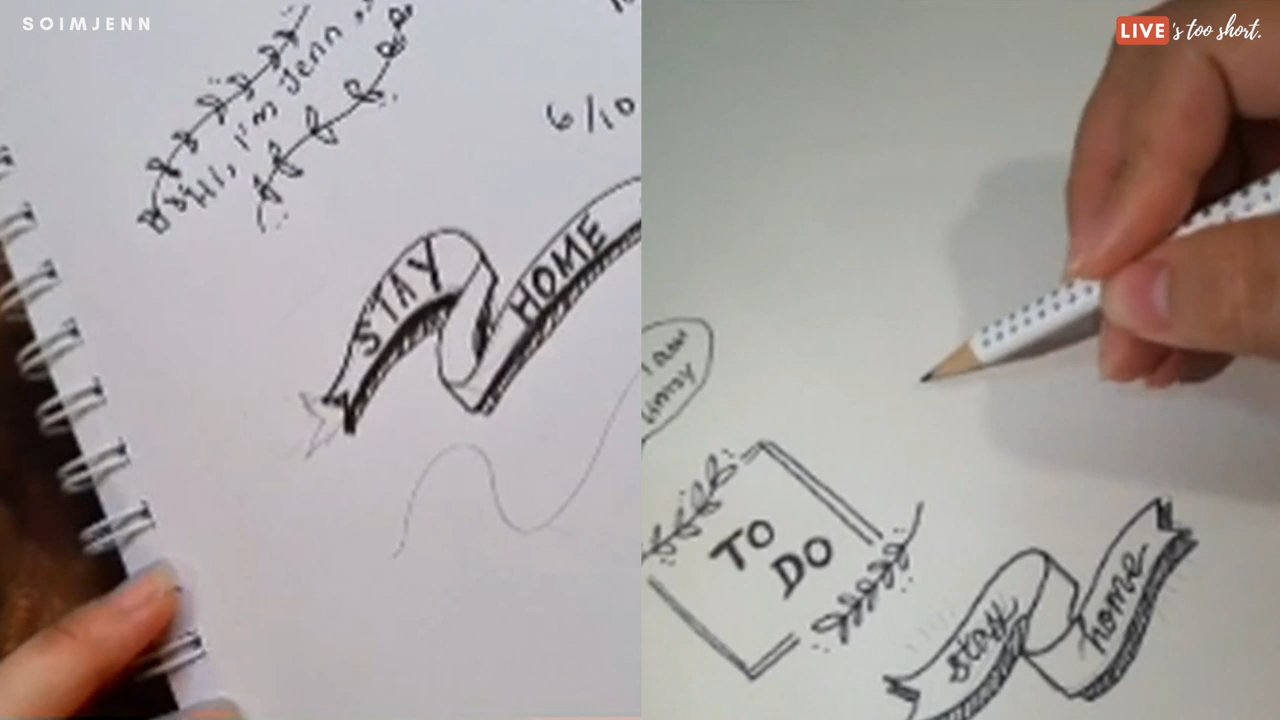 SOIMJENN
Hi, I'm Jenn
6/10
STAY
HOME
LIVE's too short.
TO
DO
stay
home